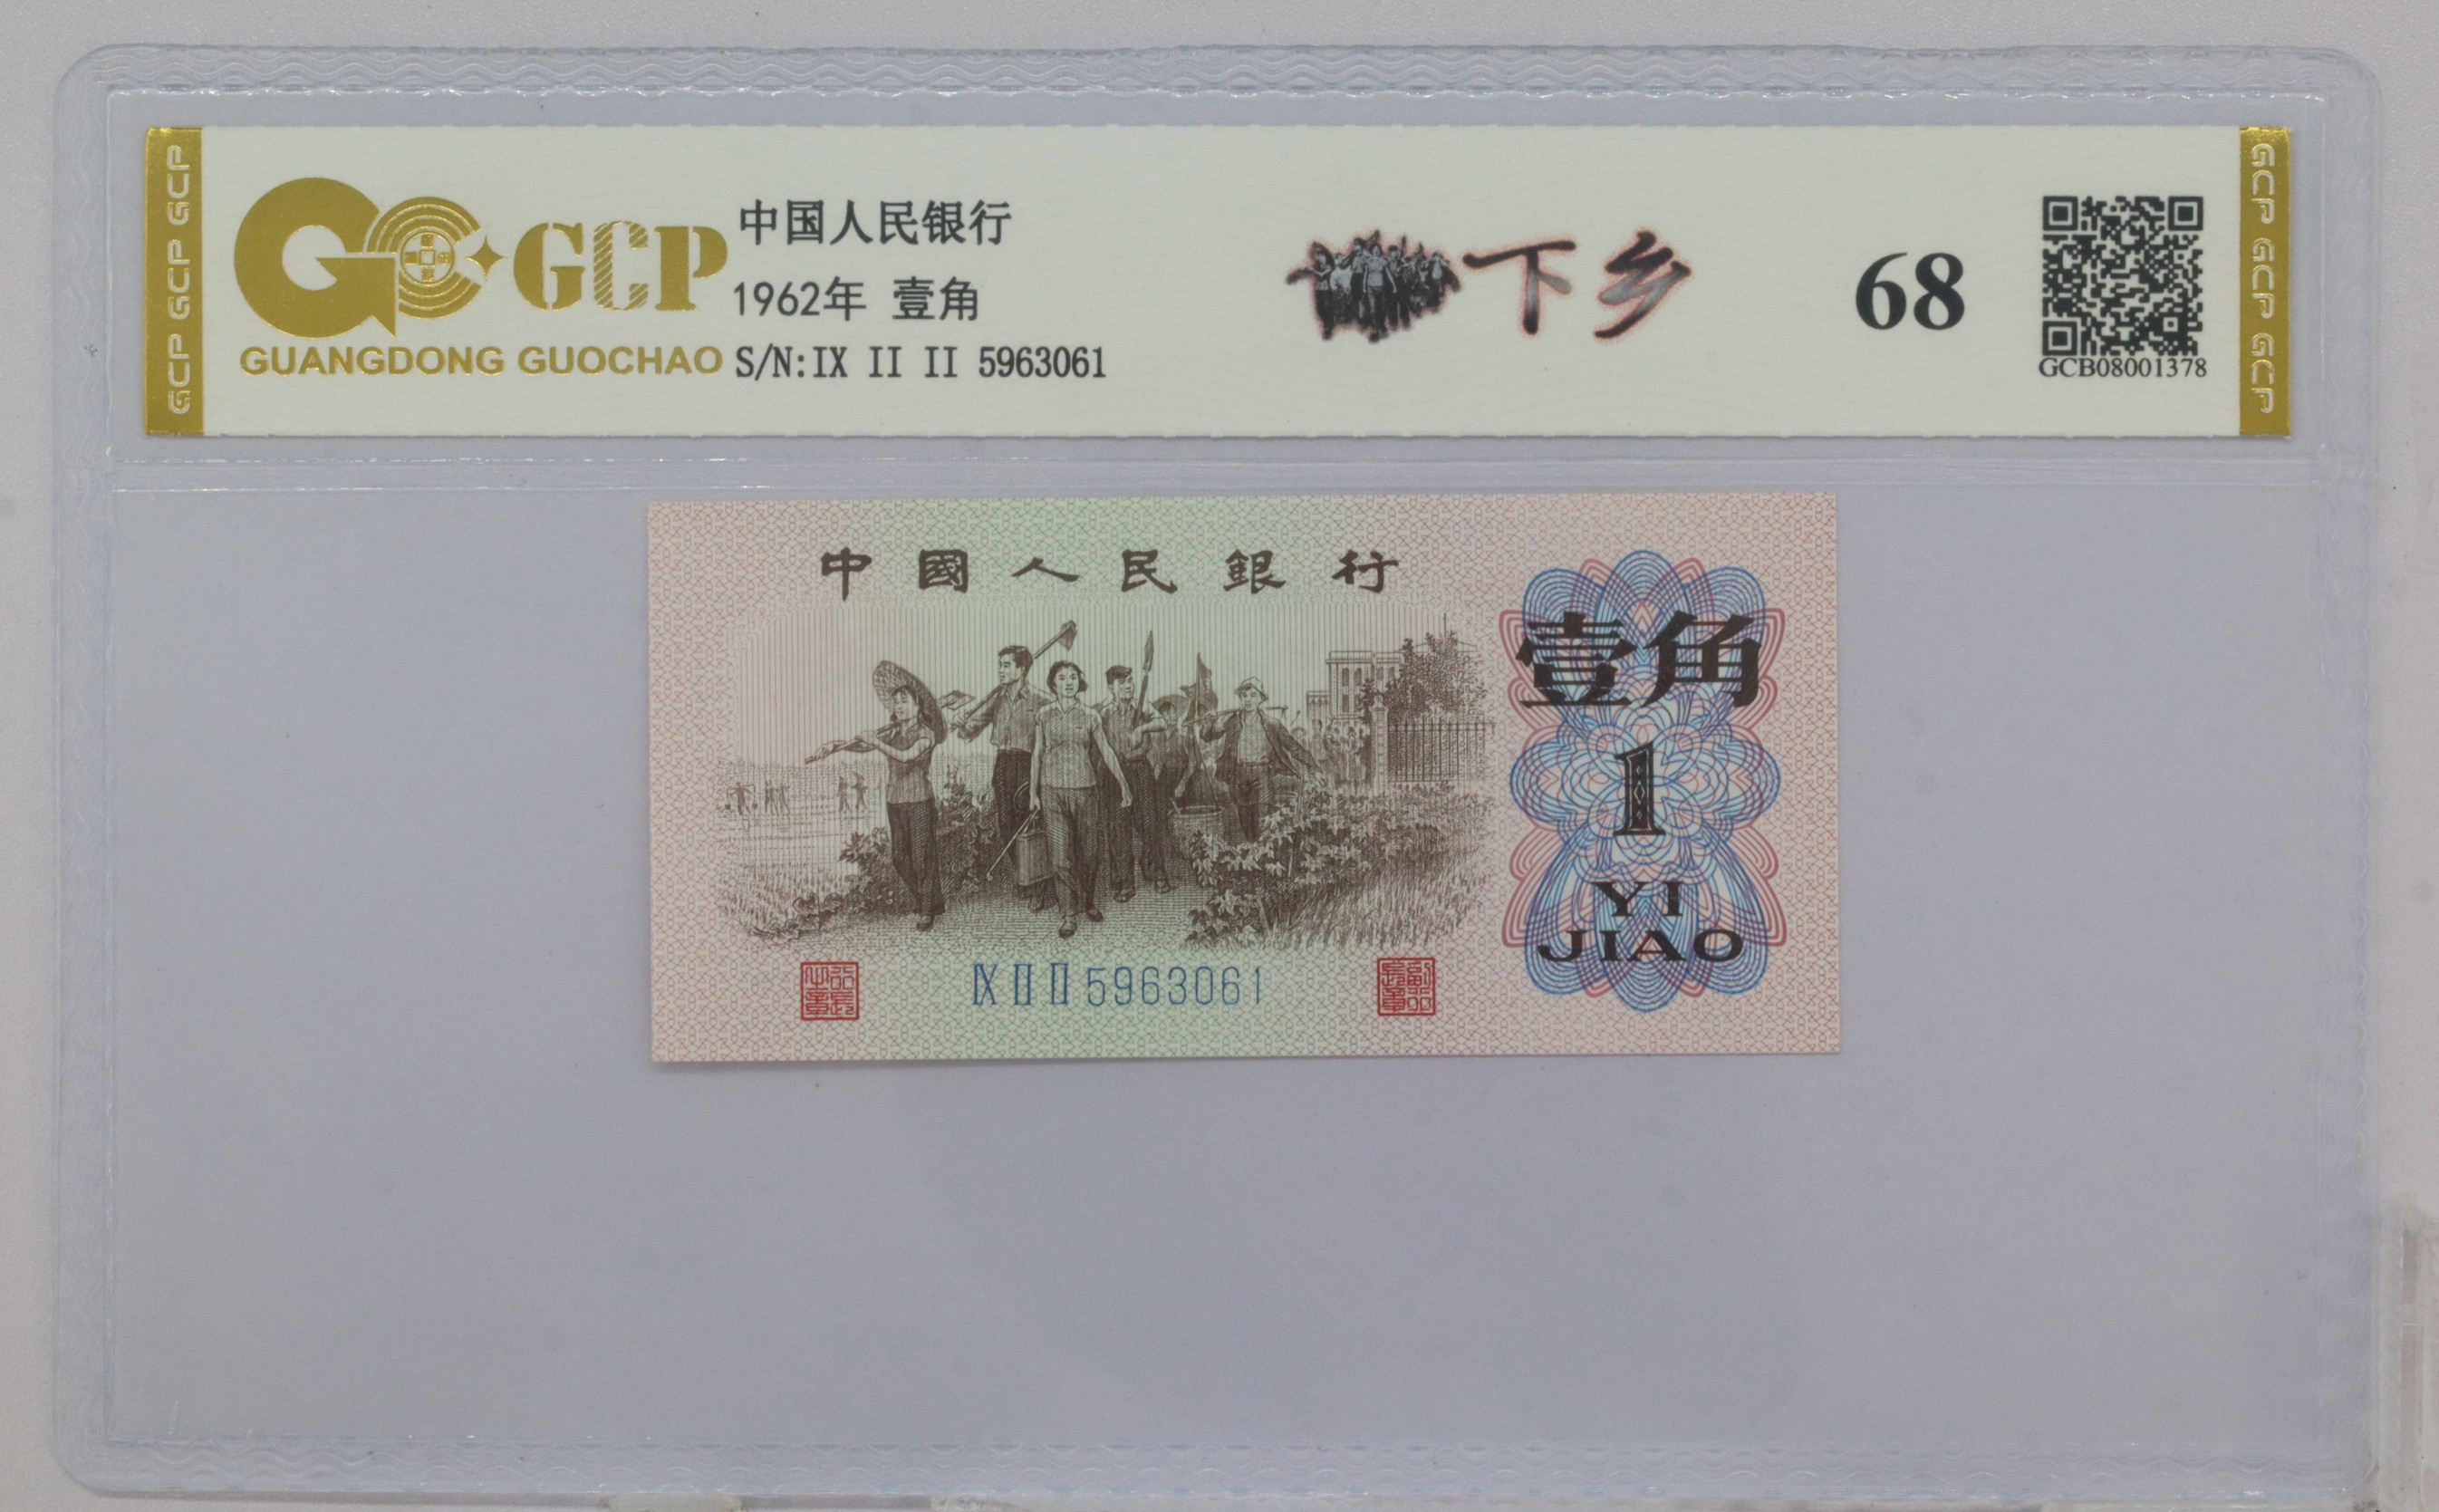 GCP GCP GCP
GCP
GUANGDONG GUOCHAO
中国人民银行
1962年 壹角
S/N:IX II II 5963061
下乡
68
GCB08001378
GCP GCP GCP
中國人民銀行
壹角
1
YI
JIAO
IX II II 5963061